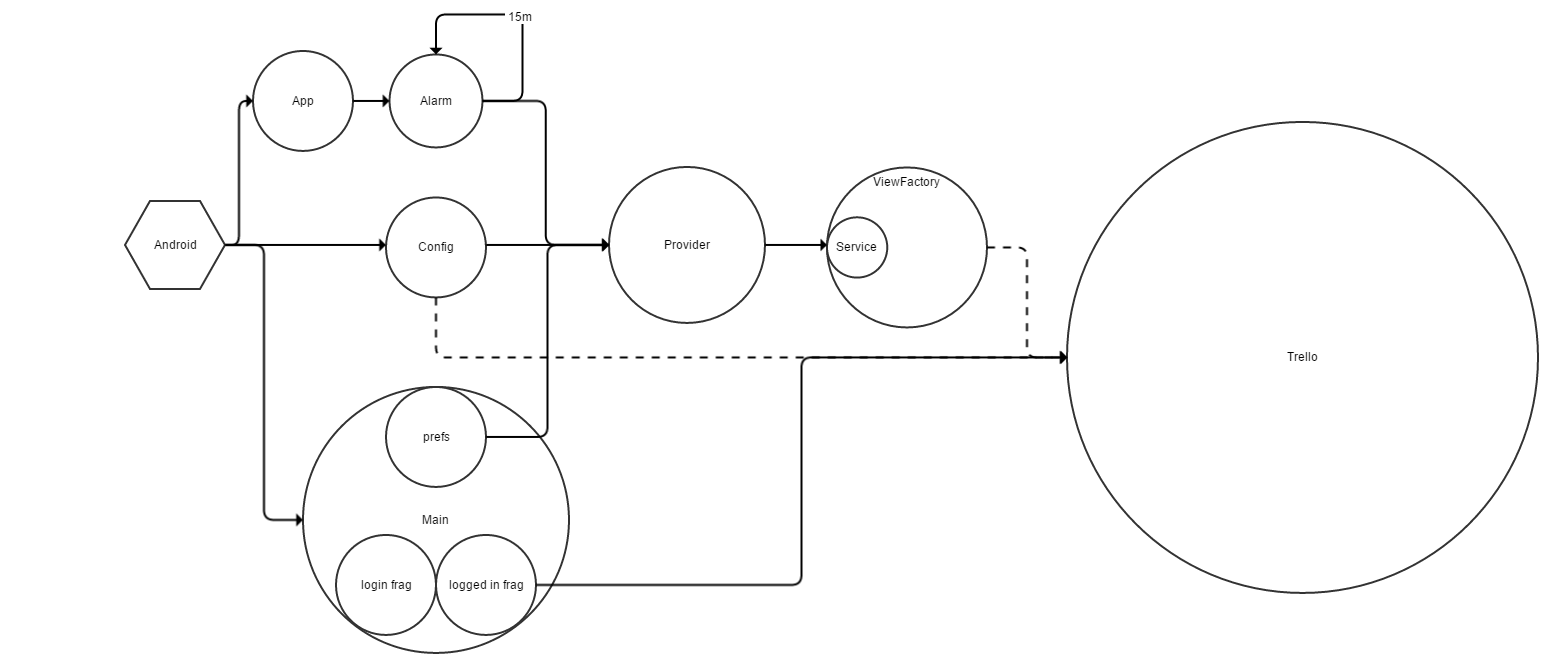 15m
App
Alarm
ViewFactory
Android
Config
Provider
Service
Trello
prefs
Main
login frag
logged in frag